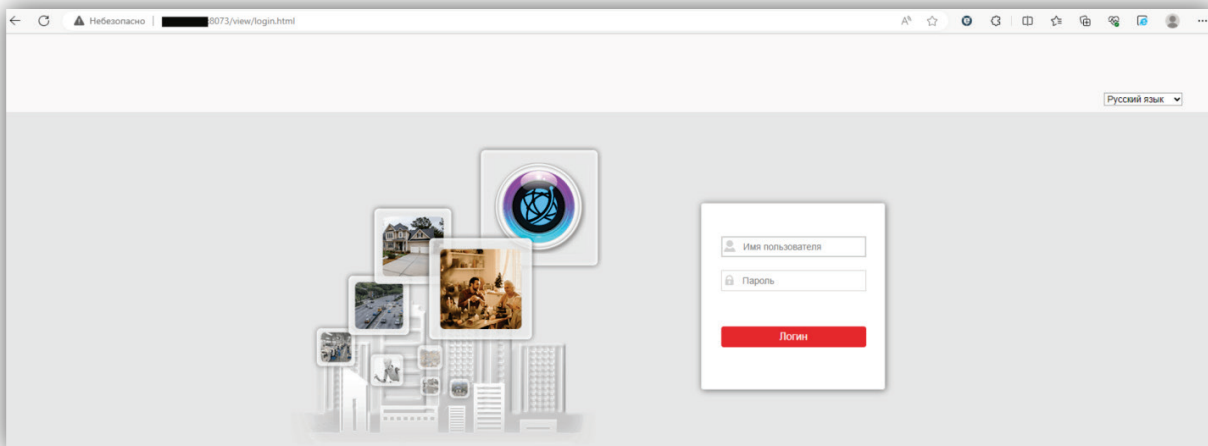 Небезопасно | :8073/view/login.html
Русский язык
Имя пользователя
Пароль
Логин